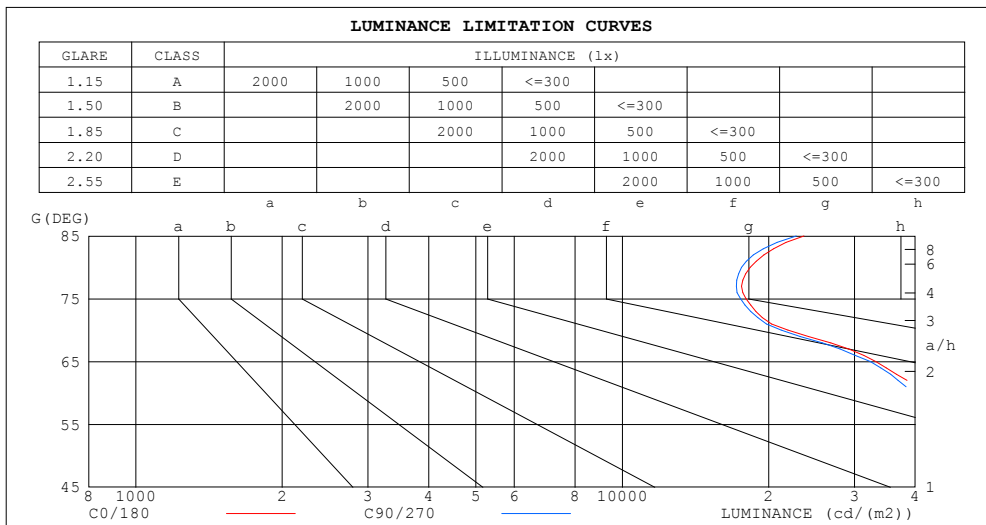 LUMINANCE LIMITATION CURVES
GLARE CLASS ILLUMINANCE (lx)
1.15 A 2000 1000 500 <=300
1.50 B 2000 1000 500 <=300
1.85 C 2000 1000 500 <=300
2.20 D 2000 1000 500 <=300
2.55 E 2000 1000 500 <=300
a b c d e f g h
G(DEG)
a b c d e f g h
85
8
6
75
4
3
a/h
65
2
55
45 1
8 1000 2 3 4 5 6 8 10000 2 3 4
C0/180 C90/270 LUMINANCE (cd/(m2))